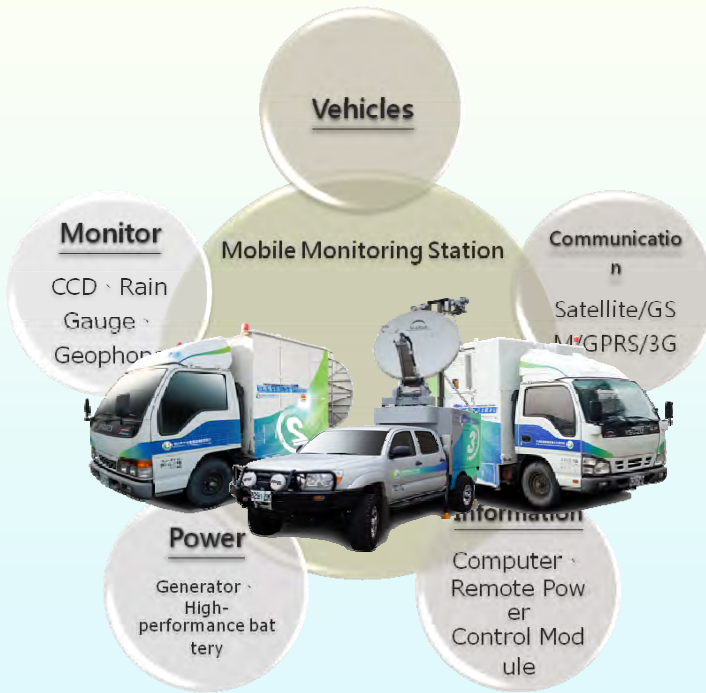 Vehicles
Mobile Monitoring Station
Monitor
CCD、Rain
Gauge、
Geophone
Communicatio
n
Satellite/GS
M/GPRS/3G
Power
Generator、
High-
performance bat
tery
Information
Computer、
Remote Pow
er
Control Mod
ule